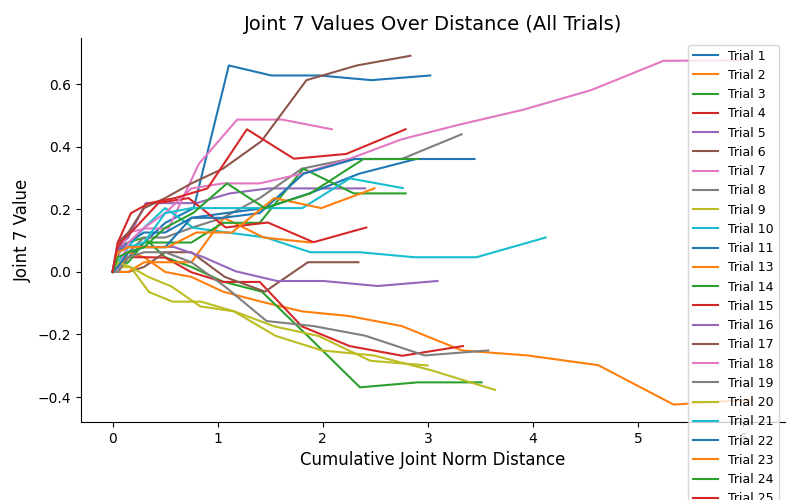 Joint 7 Values Over Distance (All Trials)
Joint 7 Value
0.6
0.4
0.2
0.0
−0.2
−0.4
0 1 2 3 4 5
Cumulative Joint Norm Distance
Trial 1
Trial 2
Trial 3
Trial 4
Trial 5
Trial 6
Trial 7
Trial 8
Trial 9
Trial 10
Trial 11
Trial 13
Trial 14
Trial 15
Trial 16
Trial 17
Trial 18
Trial 19
Trial 20
Trial 21
Trial 22
Trial 23
Trial 24
Trial 25